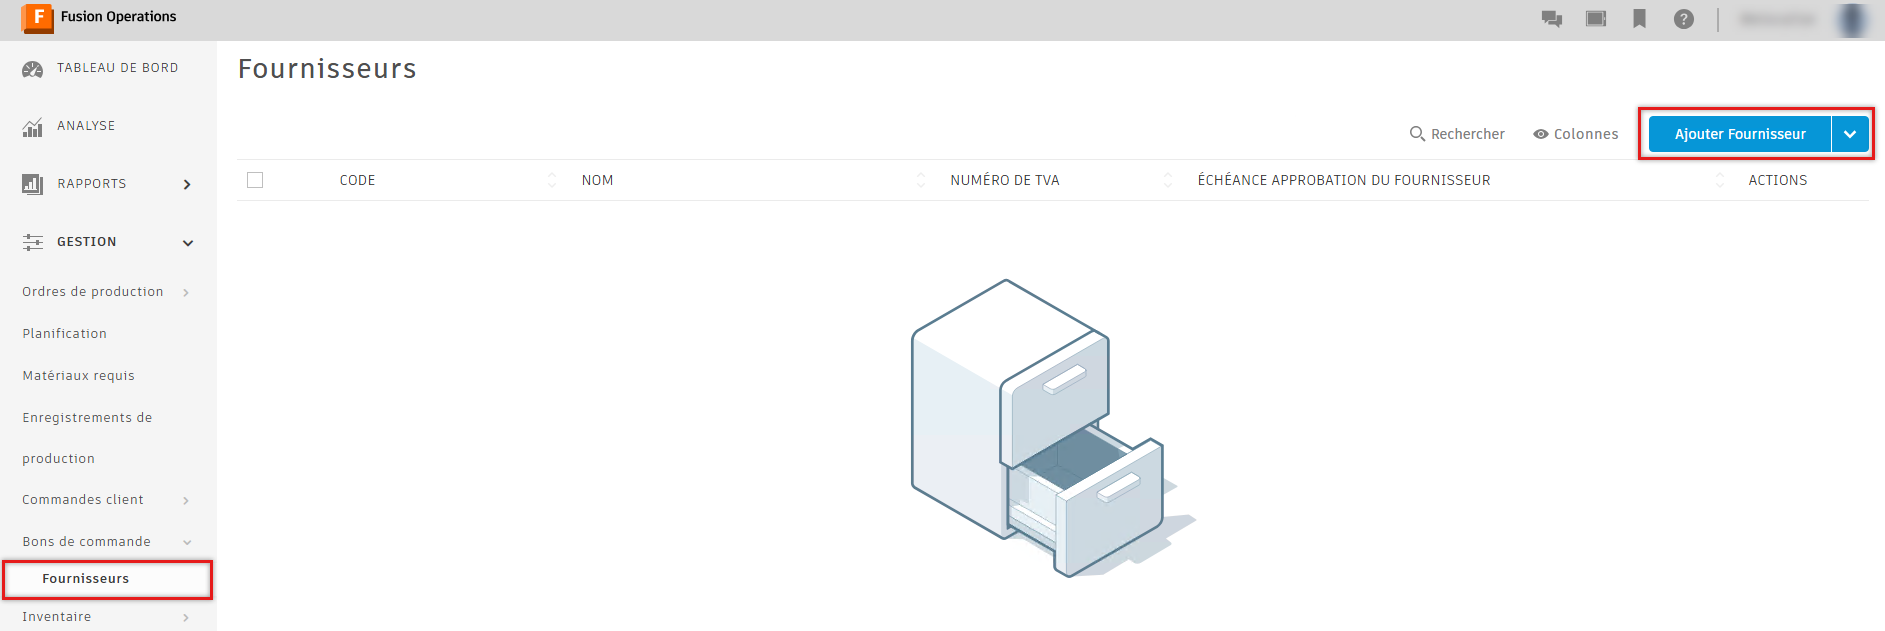 Fusion Operations
TABLEAU DE BORD
ANALYSE
RAPPORTS
GESTION
Ordres de production
Planification
Matériaux requis
Enregistrements de
production
Commandes client
Bons de commande
Fournisseurs
Inventaire
Fournisseurs
Rechercher Colonnes Ajouter Fournisseur
CODE NOM NUMÉRO DE TVA ÉCHÉANCE APPROBATION DU FOURNISSEUR ACTIONS